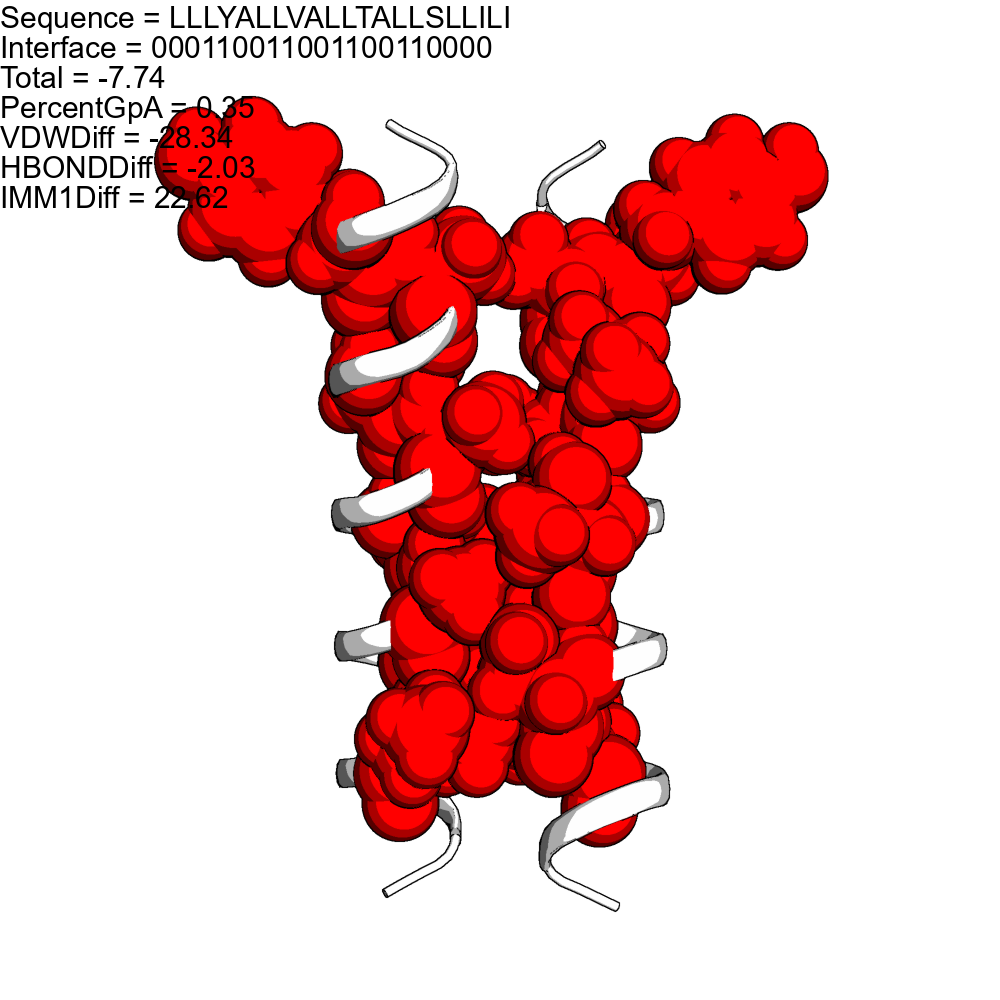 Sequence = LLLYALLVALLTALLSLLILI
Interface = 000110011001100110000
Total = -7.74
PercentGpA = 0.35
VDWDiff = -28.34
HBONDDiff = -2.03
IMM1Diff = 22.62